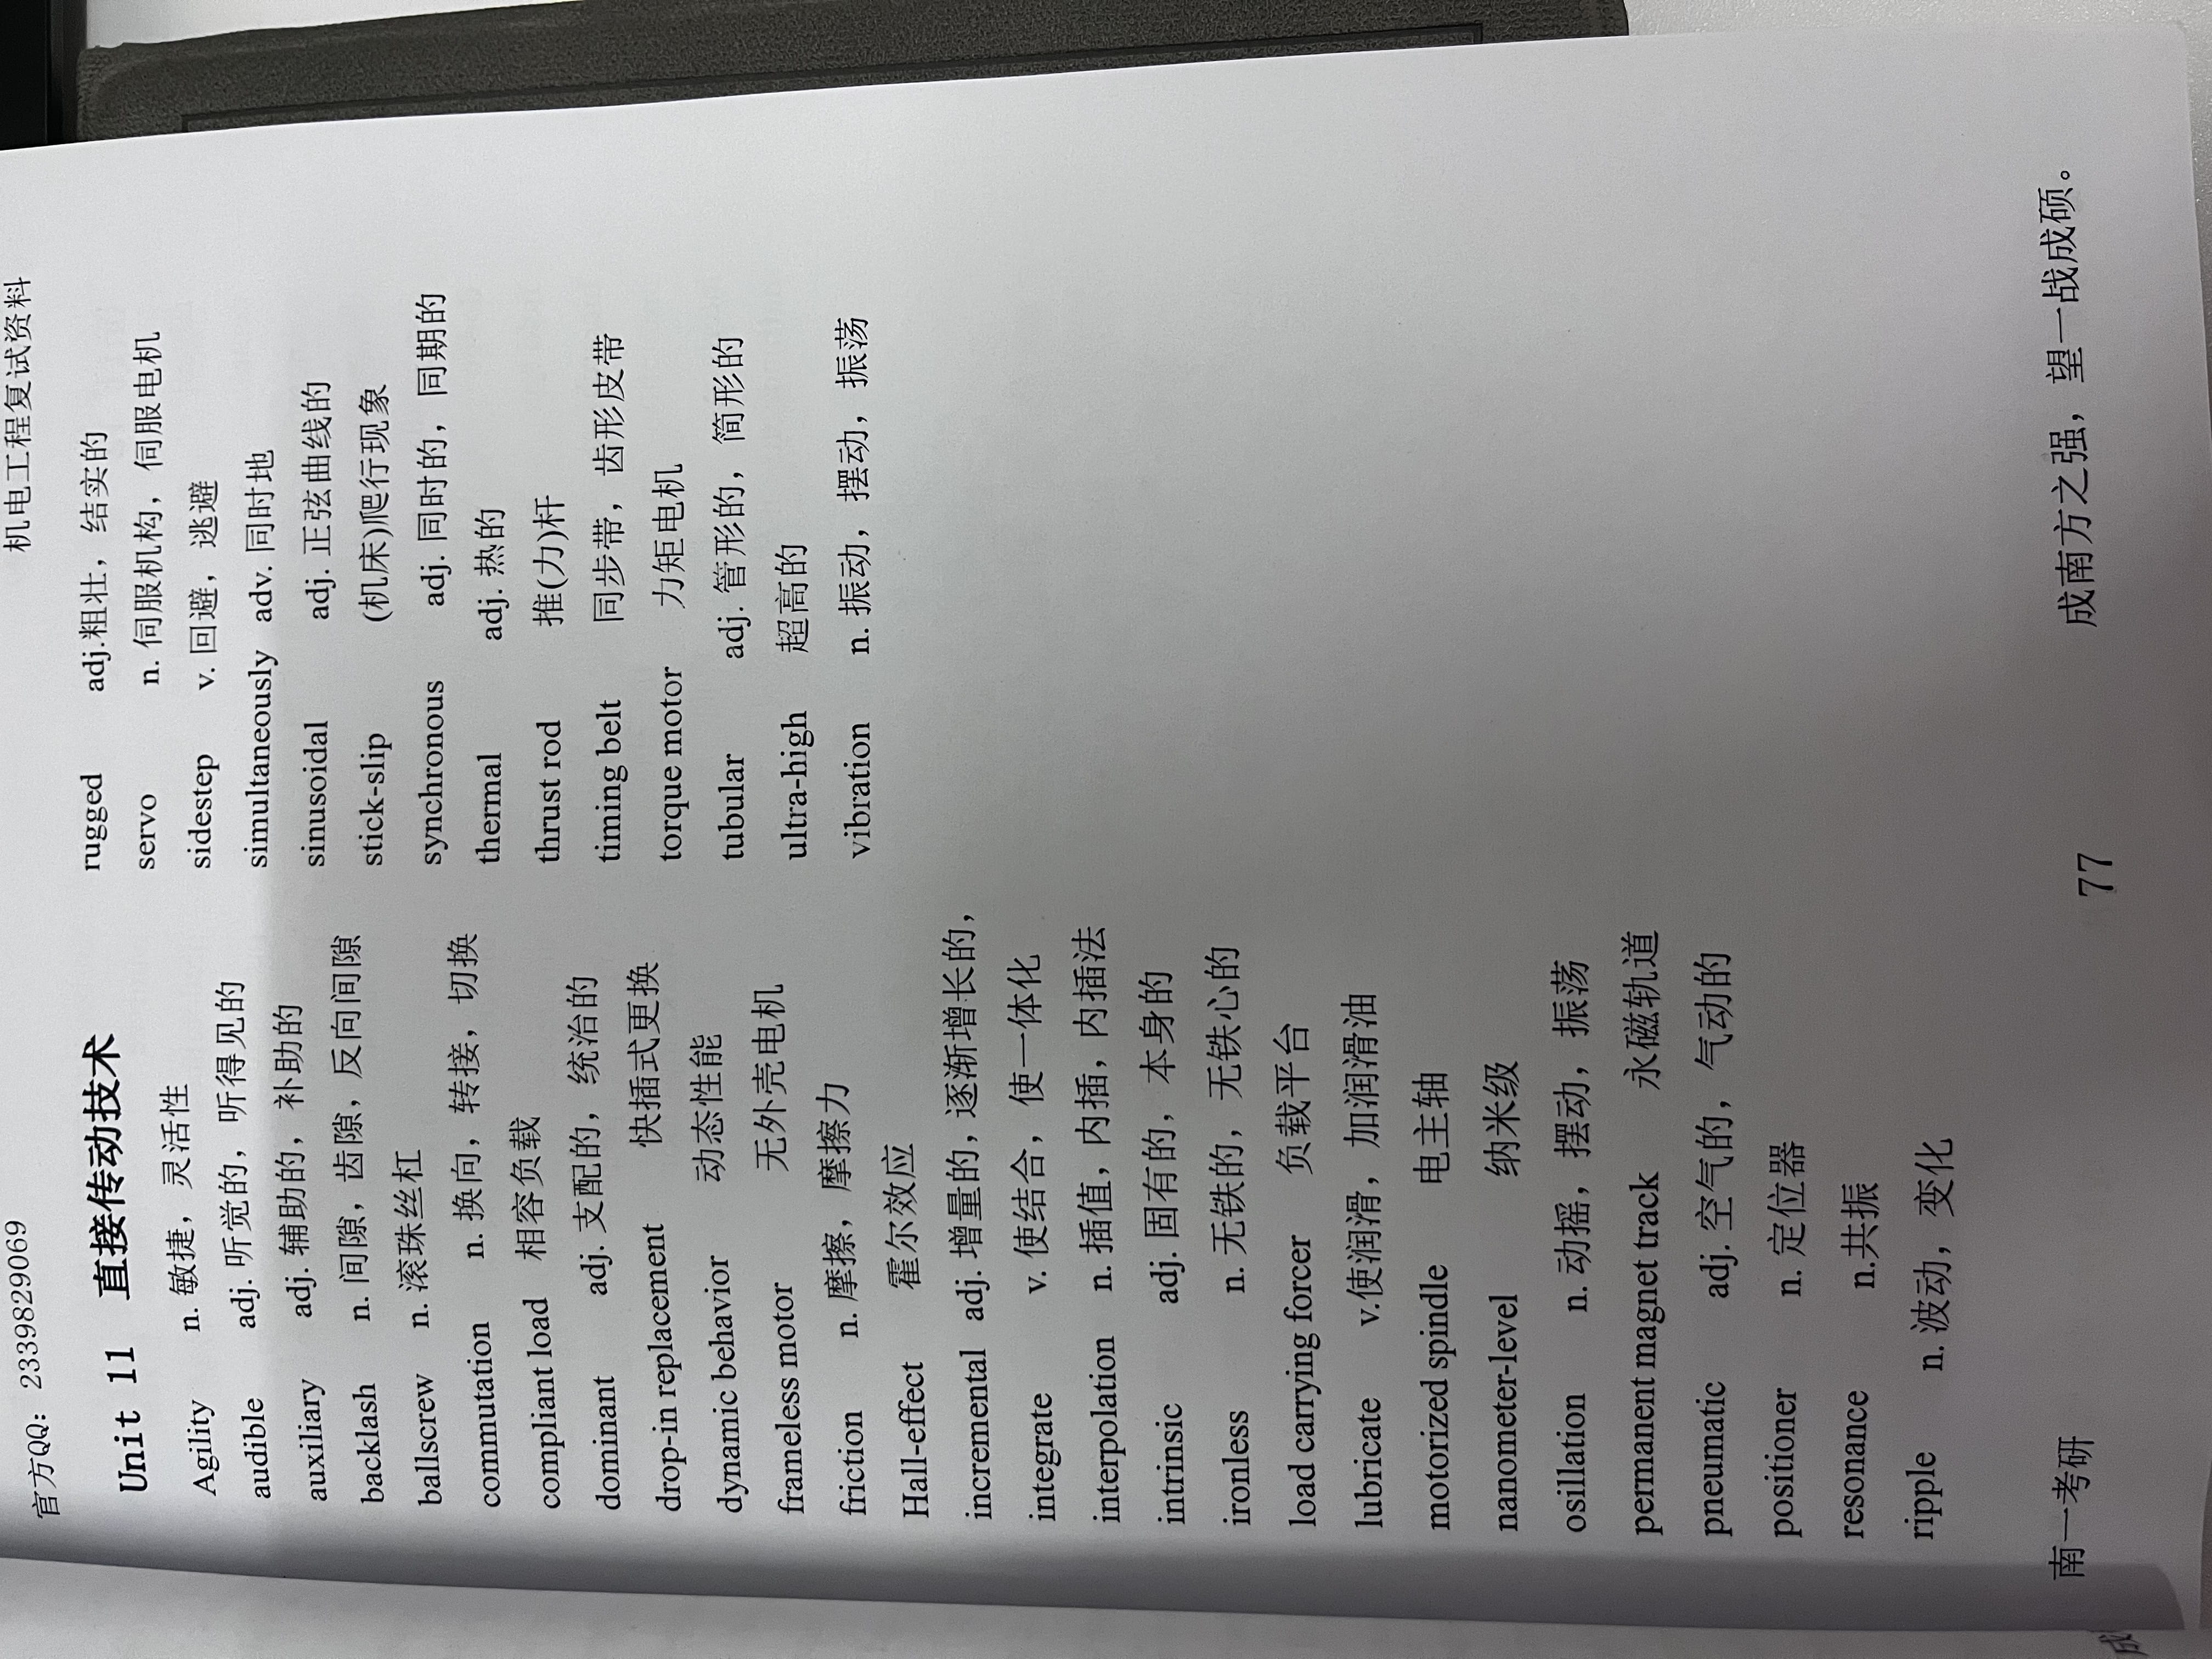 官方QQ：2339829069
机电工程复试资料
Unit 11 直接传动技术
Agility n. 敏捷，灵活性
audible adj. 听觉的，听得见的
auxiliary adj. 辅助的，补助的
backlash n. 间隙，齿隙，反向间隙
ballscrew n. 滚珠丝杠
commutation n. 换向，转接，切换
compliant load 相容负载
dominant adj. 支配的，统治的
drop-in replacement 快插式更换
dynamic behavior 动态性能
frameless motor 无外壳电机
friction n. 摩擦，摩擦力
Hall-effect 霍尔效应
incremental adj. 增量的，逐渐增长的，
integrate v. 使结合，使一体化
interpolation n. 插值，内插，内插法
intrinsic adj. 固有的，本身的
ironless n. 无铁的，无铁心的
load carrying forcer 负载平台
lubricate v.使润滑，加润滑油
motorized spindle 电主轴
nanometer-level 纳米级
osillation n. 动摇，摆动，振荡
permanent magnet track 永磁轨道
pneumatic adj. 空气的，气动的
positioner n. 定位器
resonance n.共振
ripple n. 波动，变化
rugged adj.粗壮，结实的
servo n. 伺服机构，伺服电机
sidestep v. 回避，逃避
simultaneously adv. 同时地
sinusoidal adj. 正弦曲线的
stick-slip (机床)爬行现象
synchronous adj. 同时的，同期的
thermal adj. 热的
thrust rod 推(力)杆
timing belt 同步带，齿形皮带
torque motor 力矩电机
tubular adj. 管形的，简形的
ultra-high 超高的
vibration n. 振动，摆动，振荡
南一考研
77
成南方之强，望一战成硕。
成